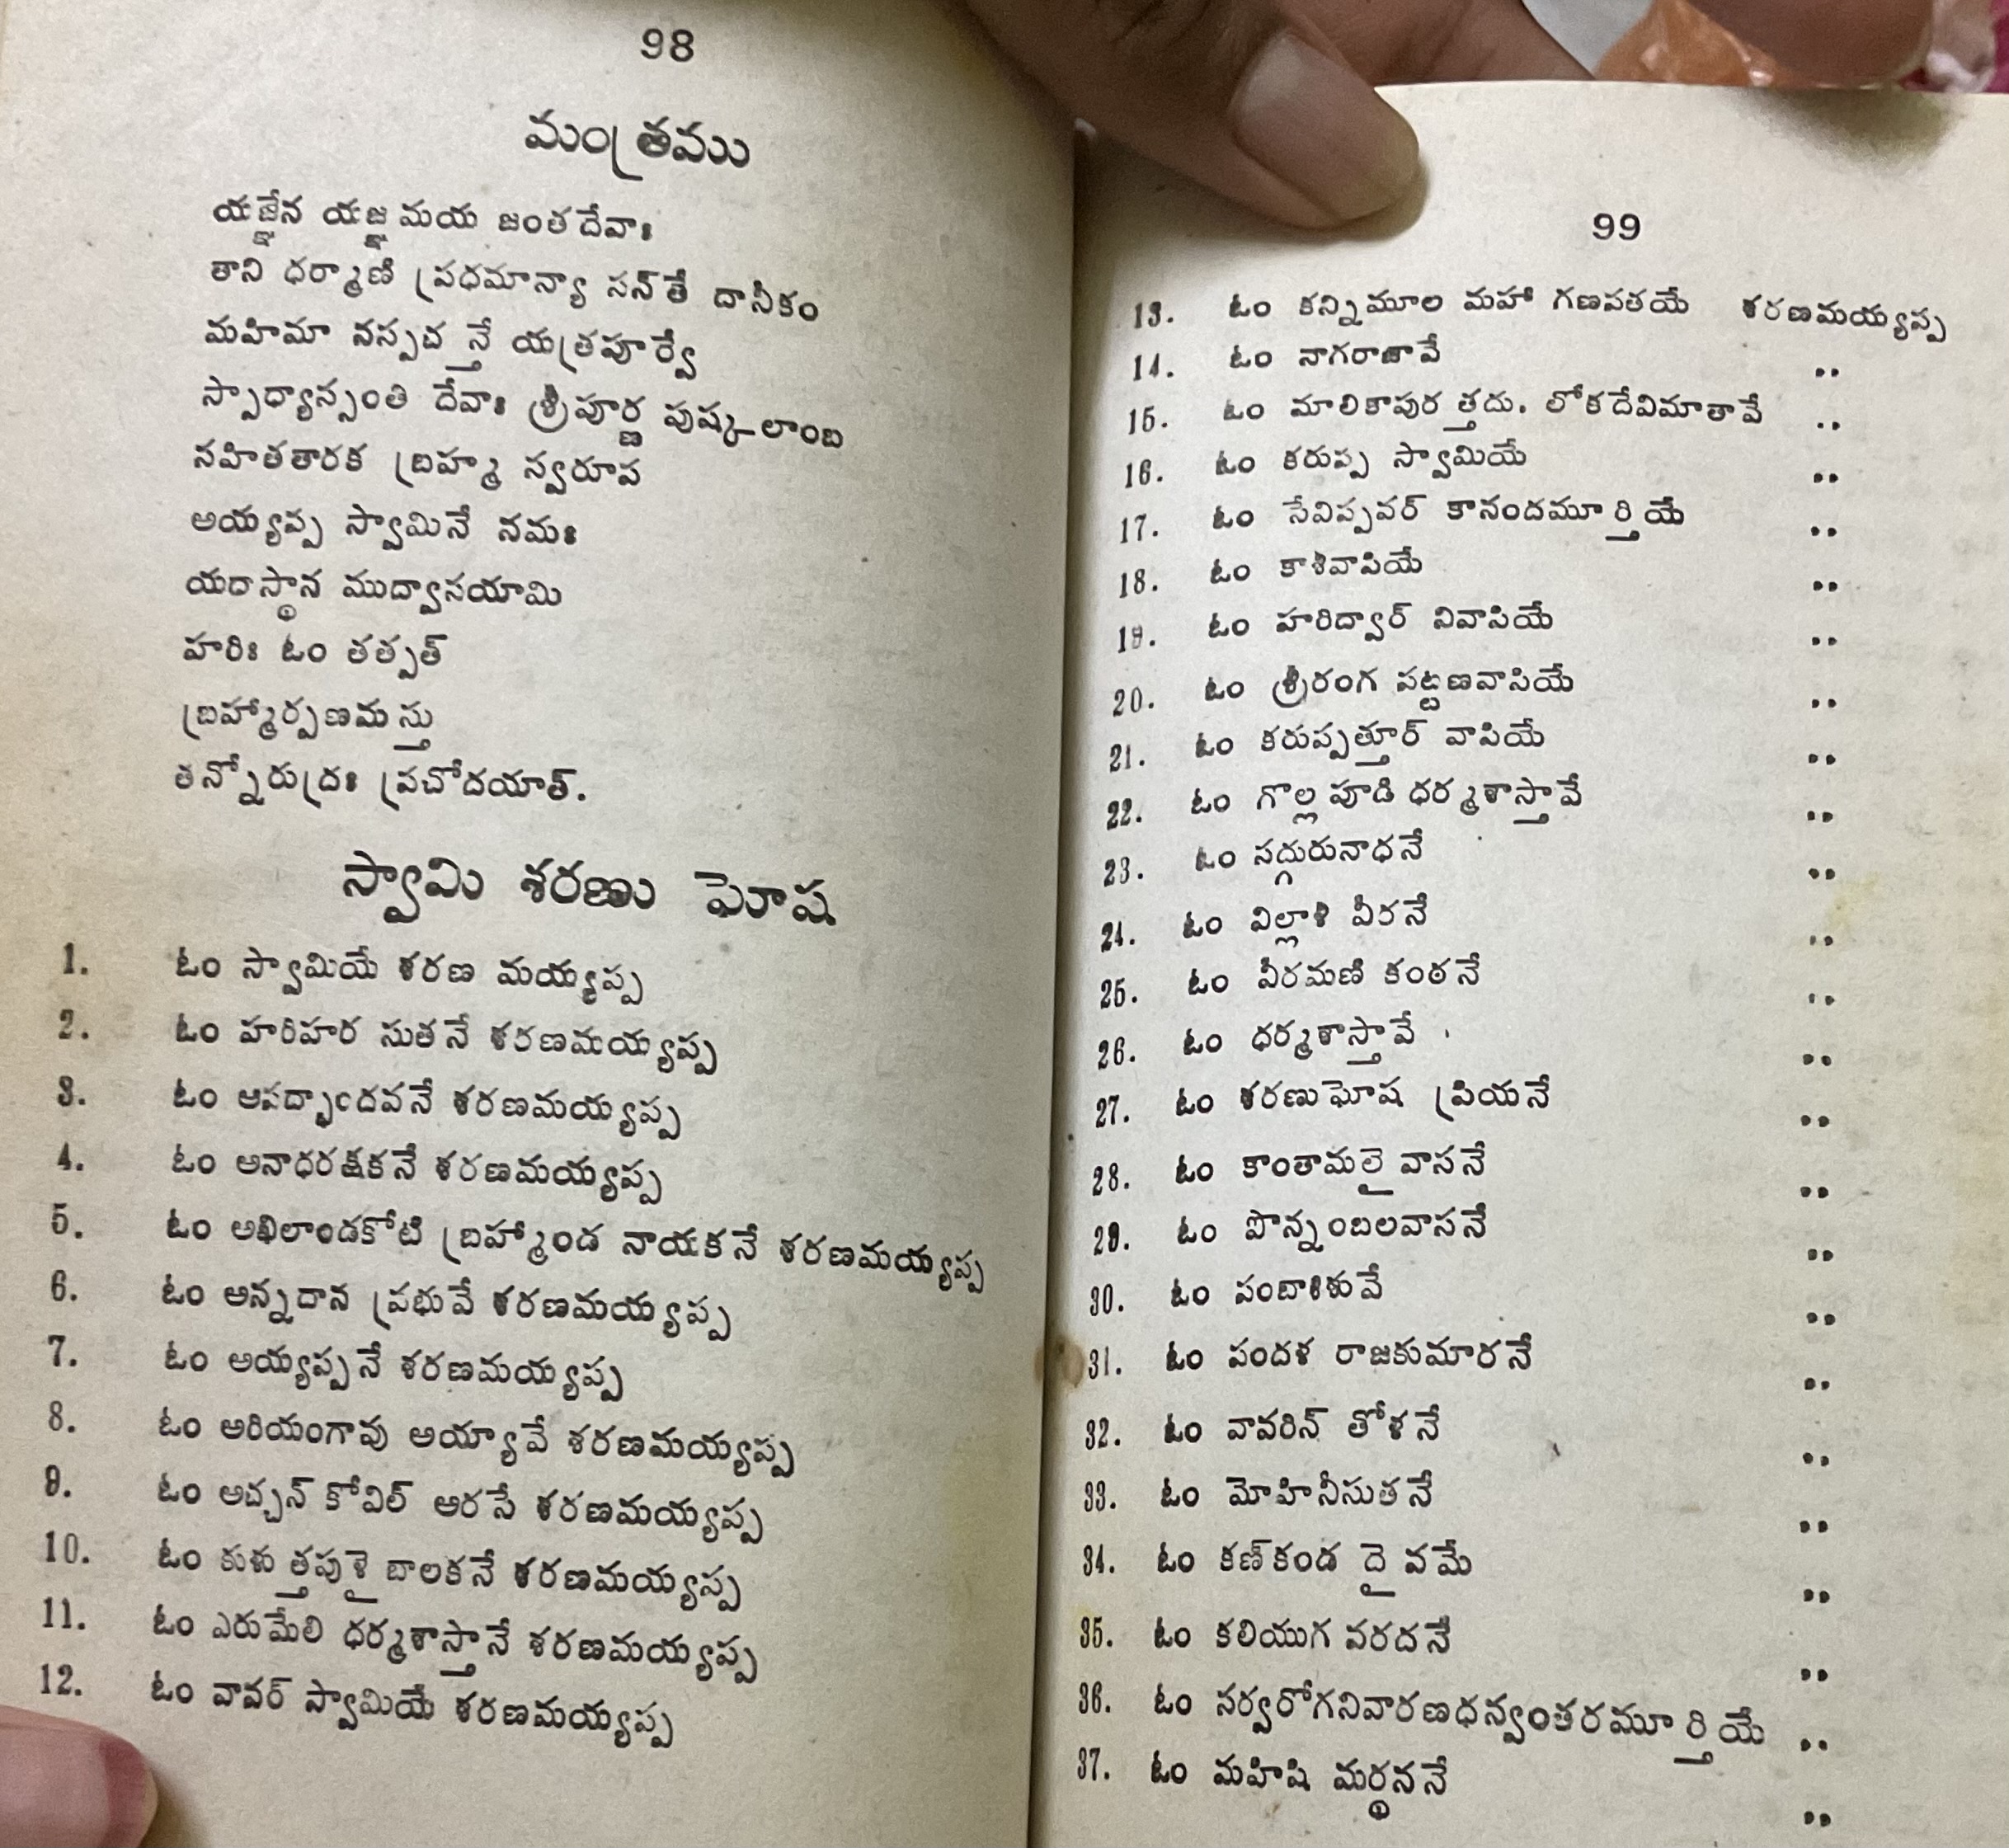 98
మంత్రము
యజ్ఞేన యజ్ఞ మయ జంతదేవాః
తాని ధర్మాణి ప్రధమాన్యా సన్‌తే దానీకం
మహిమా నస్పచ న్తే యత్రపూర్వే
స్పాధ్యాన్సంతి దేవాః శ్రీపూర్ణ పుష్కలాంబ
సహితతారక బ్రహ్మ స్వరూప
అయ్యప్ప స్వామినే నమః
యదాస్థాన ముద్వాసయామి
హరిః ఓం తత్సత్
బ్రహ్మార్పణమ స్తు
తన్నోరుద్రః ప్రచోదయాత్.
స్వామి శరణు ఘోష
1. ఓం స్వామియే శరణ మయ్యప్ప
2. ఓం హరిహర సుతనే శరణమయ్యప్ప
3. ఓం ఆపద్భాందవనే శరణమయ్యప్ప
4. ఓం అనాధరక్షకనే శరణమయ్యప్ప
5. ఓం అఖిలాండకోటి బ్రహ్మాండ నాయకనే శరణమయ్యప్ప
6. ఓం అన్నదాన ప్రభువే శరణమయ్యప్ప
7. ఓం అయ్యప్పనే శరణమయ్యప్ప
8. ఓం అరియంగావు అయ్యావే శరణమయ్యప్ప
9. ఓం అచ్చన్ కోవిల్ అరసే శరణమయ్యప్ప
10. ఓం కుళు త్తపుళై బాలకనే శరణమయ్యప్ప
11. ఓం ఎరుమేలి ధర్మశాస్తానే శరణమయ్యప్ప
12. ఓం వావర్ స్వామియే శరణమయ్యప్ప
99
13. ఓం కన్నిమూల మహా గణపతయే శరణమయ్యప్ప
14. ఓం నాగరాజావే ,,
15. ఓం మాలికాపుర త్తదు. లోకదేవిమాతావే ,,
16. ఓం కరుప్ప స్వామియే ,,
17. ఓం సేవిప్పవర్ కానందమూర్తియే ,,
18. ఓం కాశివాసియే ,,
19. ఓం హరిద్వార్ నివాసియే ,,
20. ఓం శ్రీరంగ పట్టణవాసియే ,,
21. ఓం కరుప్పత్తూర్ వాసియే ,,
22. ఓం గొల్లపూడి ధర్మశాస్తావే ,,
23. ఓం సద్గురునాధనే ,,
24. ఓం విల్లాళి వీరనే ,,
25. ఓం వీరమణి కంఠనే ,,
26. ఓం ధర్మశాస్తావే ,,
27. ఓం శరణుఘోష ప్రియనే ,,
28. ఓం కాంతామలై వాసనే ,,
29. ఓం పొన్నంబలవాసనే ,,
30. ఓం పంబాశిశువే ,,
31. ఓం పందళ రాజకుమారనే ,,
32. ఓం వావరిన్ తోళనే ,,
33. ఓం మోహినీసుతనే ,,
34. ఓం కణ్‌కండ దై వమే ,,
35. ఓం కలియుగ వరదనే ,,
36. ఓం సర్వరోగనివారణధన్వంతరమూర్తియే ,,
37. ఓం మహిషి మర్థననే ,,